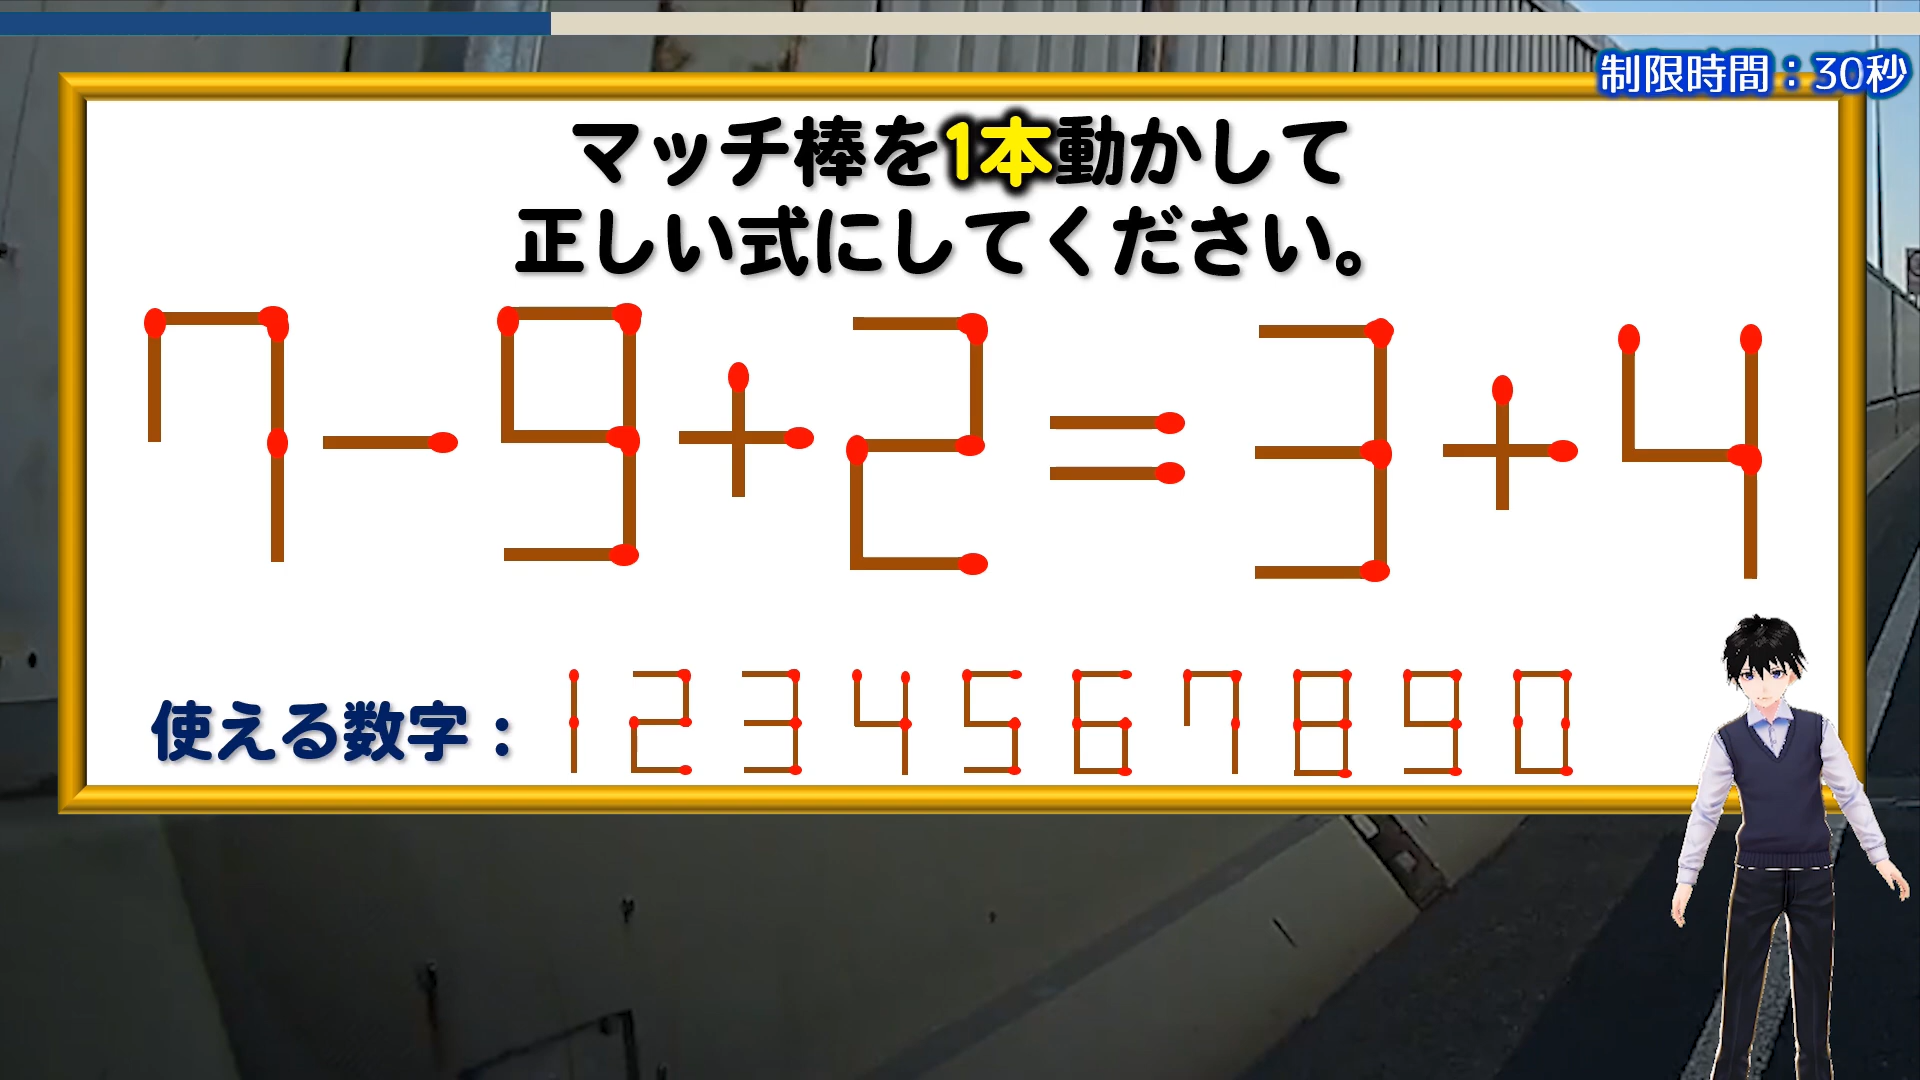 制限時間：30秒
マッチ棒を1本動かして
正しい式にしてください。
7-9+2=3+4
使える数字：1234567890